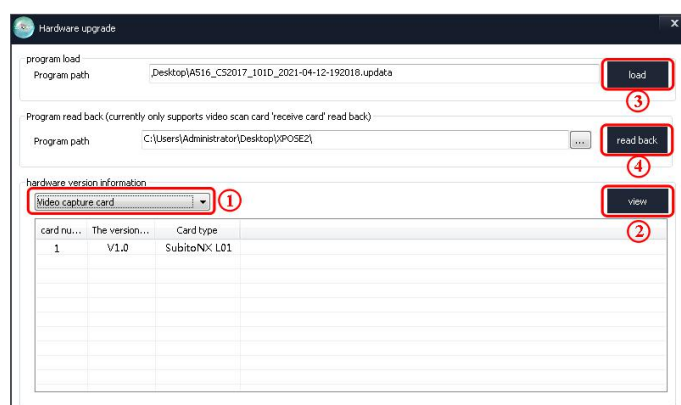 Hardware upgrade
x
program load
Program path
,Desktop\A516_CS2017_101D_2021-04-12-192018.updata
load
③
Program read back (currently only supports video scan card 'receive card' read back)
Program path
C:\Users\Administrator\Desktop\XPOSE2\
...
read back
④
hardware version information
Video capture card
①
view
②
card nu... The version... Card type
1 V1.0 SubitoNX L01